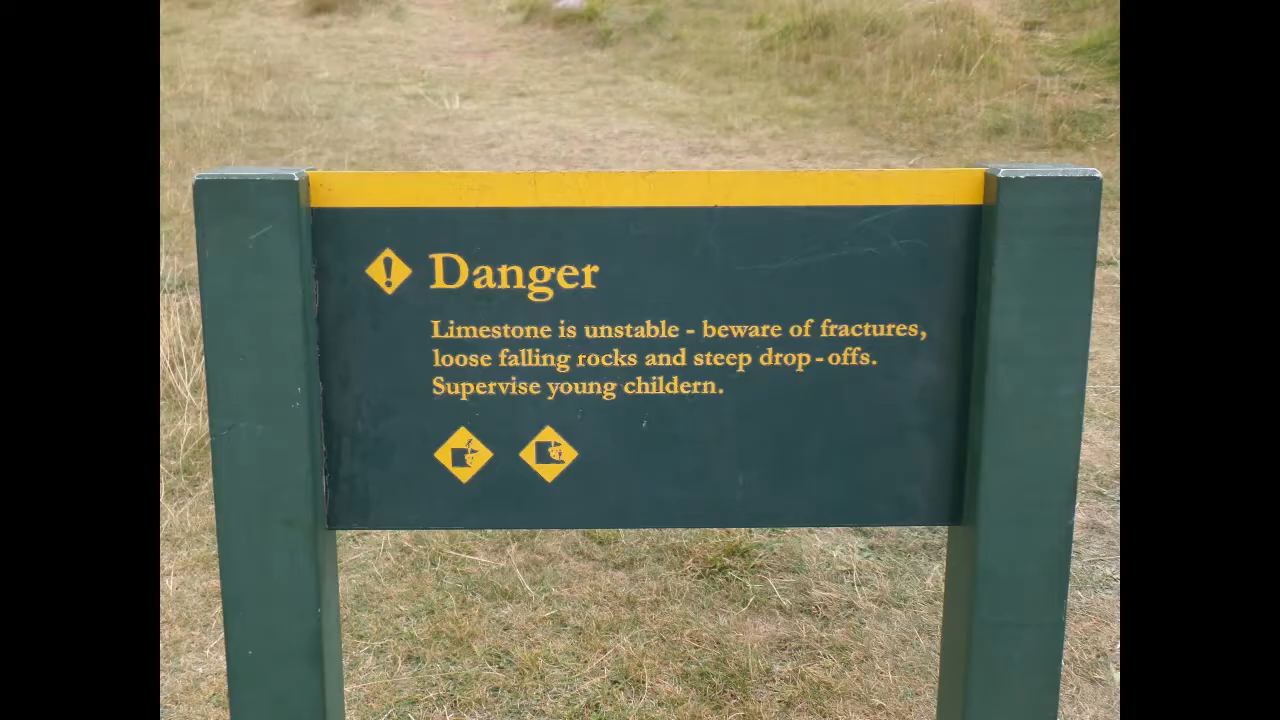 Danger
Limestone is unstable - beware of fractures,
loose falling rocks and steep drop-offs.
Supervise young childern.